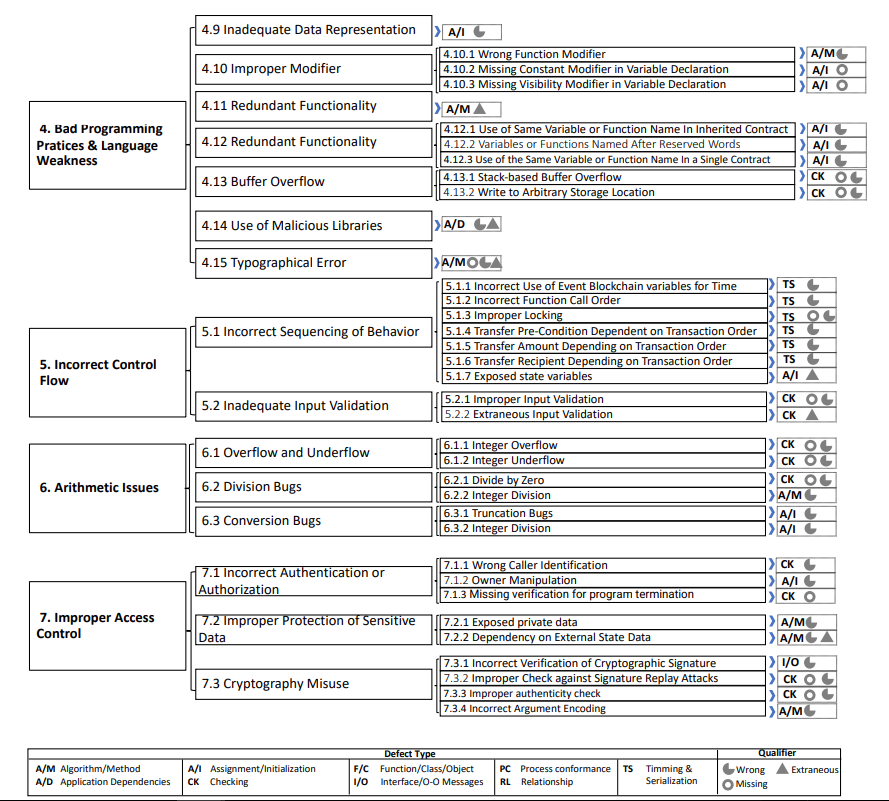 4. Bad Programming
Pratices & Language
Weakness
4.9 Inadequate Data Representation
A/I
4.10 Improper Modifier
4.10.1 Wrong Function Modifier
A/M
4.10.2 Missing Constant Modifier in Variable Declaration
A/I
4.10.3 Missing Visibility Modifier in Variable Declaration
A/I
4.11 Redundant Functionality
A/M
4.12 Redundant Functionality
4.12.1 Use of Same Variable or Function Name In Inherited Contract
A/I
4.12.2 Variables or Functions Named After Reserved Words
A/I
4.12.3 Use of the Same Variable or Function Name In a Single Contract
A/I
4.13 Buffer Overflow
4.13.1 Stack-based Buffer Overflow
CK
4.13.2 Write to Arbitrary Storage Location
CK
4.14 Use of Malicious Libraries
A/D
4.15 Typographical Error
A/M
5. Incorrect Control
Flow
5.1 Incorrect Sequencing of Behavior
5.1.1 Incorrect Use of Event Blockchain variables for Time
TS
5.1.2 Incorrect Function Call Order
TS
5.1.3 Improper Locking
TS
5.1.4 Transfer Pre-Condition Dependent on Transaction Order
TS
5.1.5 Transfer Amount Depending on Transaction Order
TS
5.1.6 Transfer Recipient Depending on Transaction Order
TS
5.1.7 Exposed state variables
A/I
5.2 Inadequate Input Validation
5.2.1 Improper Input Validation
CK
5.2.2 Extraneous Input Validation
CK
6. Arithmetic Issues
6.1 Overflow and Underflow
6.1.1 Integer Overflow
CK
6.1.2 Integer Underflow
CK
6.2 Division Bugs
6.2.1 Divide by Zero
CK
6.2.2 Integer Division
A/M
6.3 Conversion Bugs
6.3.1 Truncation Bugs
A/I
6.3.2 Integer Division
A/I
7. Improper Access
Control
7.1 Incorrect Authentication or
Authorization
7.1.1 Wrong Caller Identification
CK
7.1.2 Owner Manipulation
A/I
7.1.3 Missing verification for program termination
CK
7.2 Improper Protection of Sensitive
Data
7.2.1 Exposed private data
A/M
7.2.2 Dependency on External State Data
A/M
7.3 Cryptography Misuse
7.3.1 Incorrect Verification of Cryptographic Signature
I/O
7.3.2 Improper Check against Signature Replay Attacks
CK
7.3.3 Improper authenticity check
CK
7.3.4 Incorrect Argument Encoding
A/M
Defect Type
Qualifier
A/M Algorithm/Method
A/D Application Dependencies
A/I Assignment/Initialization
CK Checking
F/C Function/Class/Object
I/O Interface/O-O Messages
PC Process conformance
RL Relationship
TS Timming &
Serialization
Wrong
Extraneous
Missing